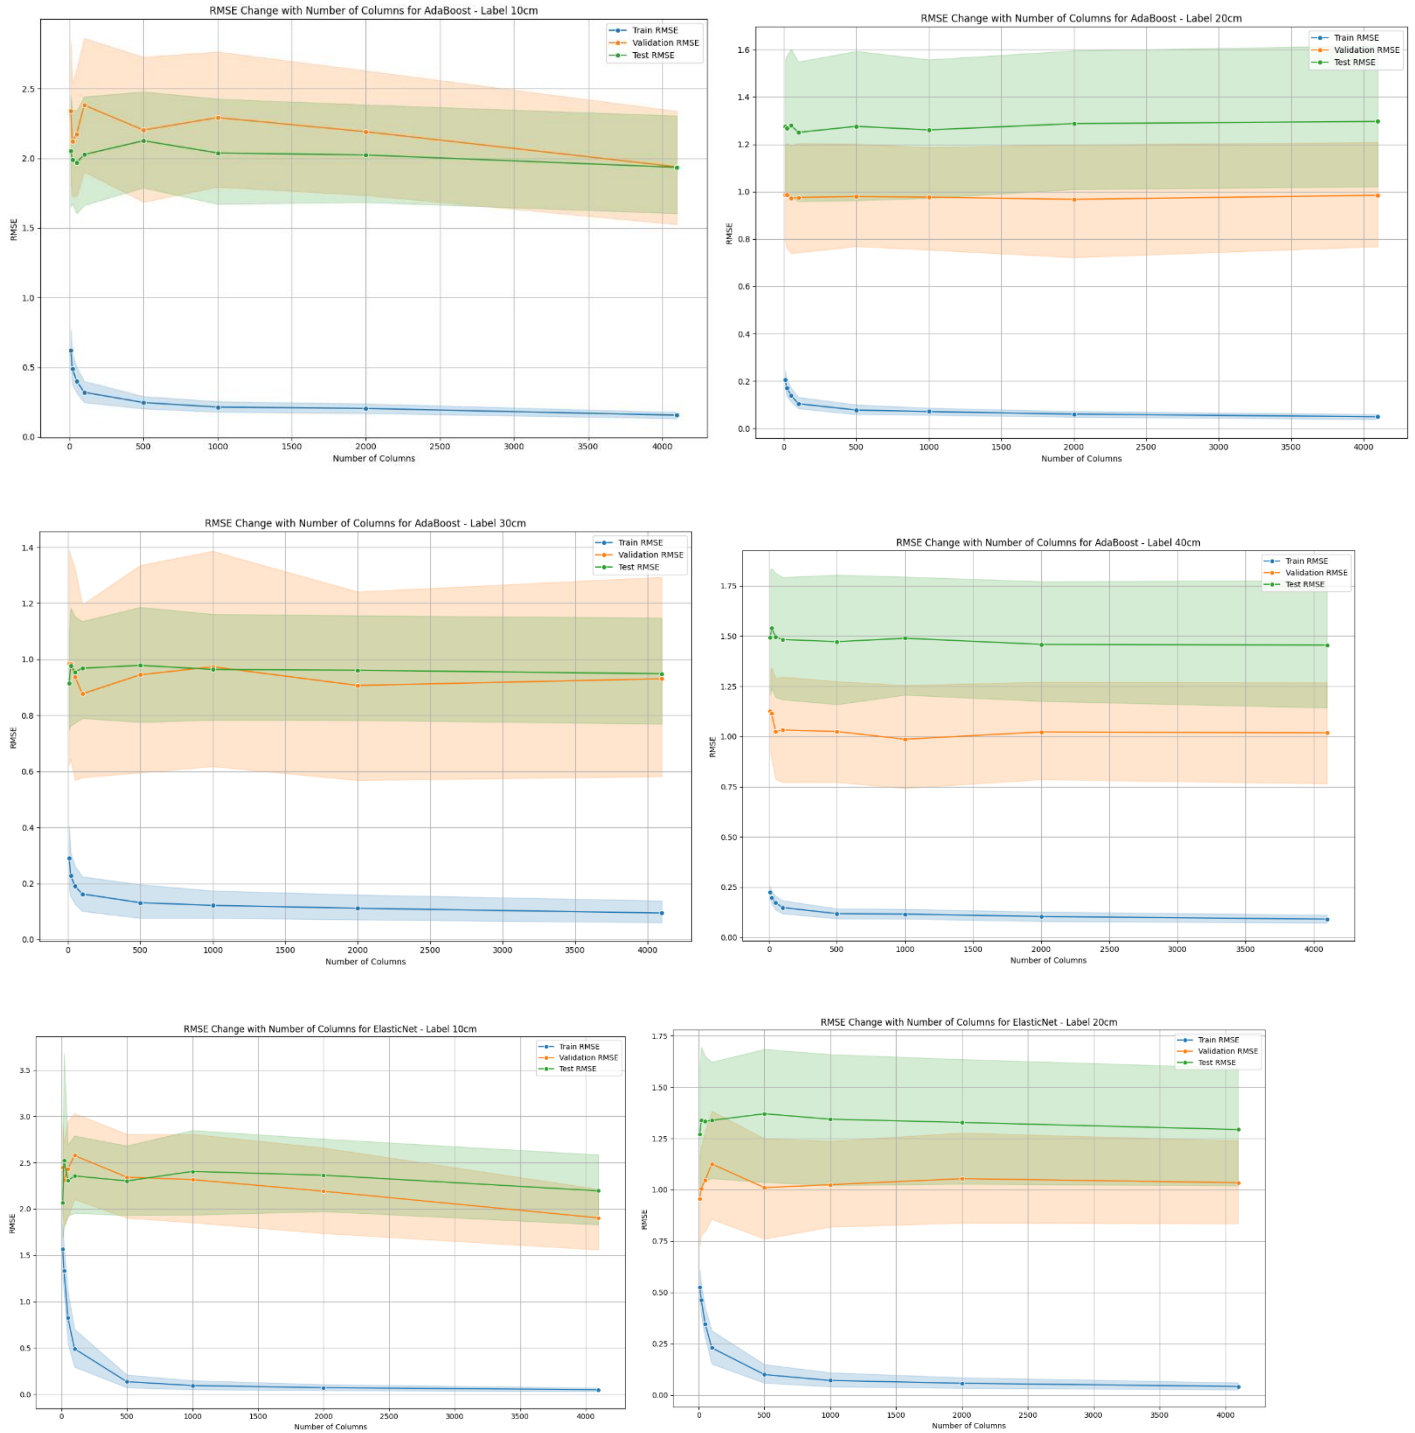 RMSE Change with Number of Columns for AdaBoost - Label 10cm
Train RMSE
Validation RMSE
Test RMSE
RMSE
2.5
2.0
1.5
1.0
0.5
0.0
0 500 1000 1500 2000 2500 3000 3500 4000
Number of Columns
RMSE Change with Number of Columns for AdaBoost - Label 20cm
Train RMSE
Validation RMSE
Test RMSE
RMSE
1.6
1.4
1.2
1.0
0.8
0.6
0.4
0.2
0.0
0 500 1000 1500 2000 2500 3000 3500 4000
Number of Columns
RMSE Change with Number of Columns for AdaBoost - Label 30cm
Train RMSE
Validation RMSE
Test RMSE
RMSE
1.4
1.2
1.0
0.8
0.6
0.4
0.2
0.0
0 500 1000 1500 2000 2500 3000 3500 4000
Number of Columns
RMSE Change with Number of Columns for AdaBoost - Label 40cm
Train RMSE
Validation RMSE
Test RMSE
RMSE
1.75
1.50
1.25
1.00
0.75
0.50
0.25
0.00
0 500 1000 1500 2000 2500 3000 3500 4000
Number of Columns
RMSE Change with Number of Columns for ElasticNet - Label 10cm
Train RMSE
Validation RMSE
Test RMSE
RMSE
3.5
3.0
2.5
2.0
1.5
1.0
0.5
0.0
0 500 1000 1500 2000 2500 3000 3500 4000
Number of Columns
RMSE Change with Number of Columns for ElasticNet - Label 20cm
Train RMSE
Validation RMSE
Test RMSE
RMSE
1.75
1.50
1.25
1.00
0.75
0.50
0.25
0.00
0 500 1000 1500 2000 2500 3000 3500 4000
Number of Columns